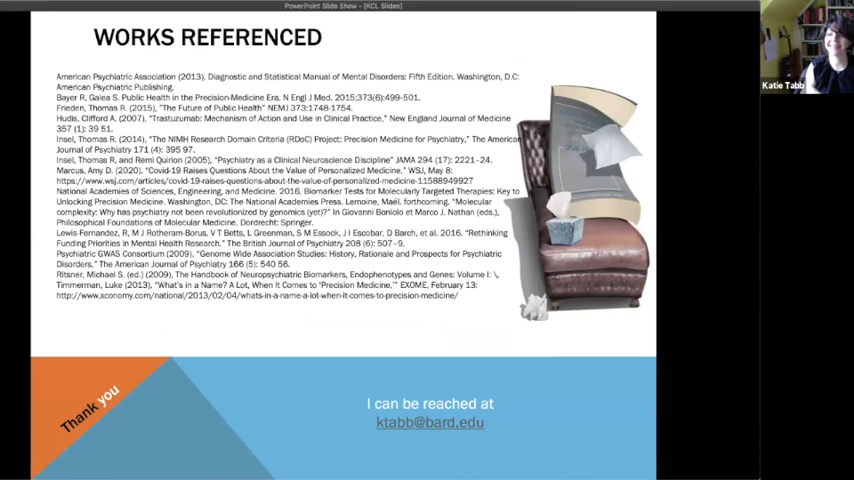 PowerPoint Slide Show - [KCL Slides]
WORKS REFERENCED
American Psychiatric Association (2013), Diagnostic and Statistical Manual of Mental Disorders: Fifth Edition. Washington, D.C:
American Psychiatric Publishing.
Bayer R, Galea S. Public Health in the Precision-Medicine Era. N Engl J Med. 2015;373(6):499-501.
Frieden, Thomas R. (2015), "The Future of Public Health" NEMJ 373:1748-1754.
Hudis, Clifford A. (2007), "Trastuzumab: Mechanism of Action and Use in Clinical Practice," New England Journal of Medicine
357 (1): 39 51.
Insel, Thomas R. (2014), "The NIMH Research Domain Criteria (RDoC) Project: Precision Medicine for Psychiatry," The American
Journal of Psychiatry 171 (4): 395 97.
Insel, Thomas R, and Remi Quirion (2005), "Psychiatry as a Clinical Neuroscience Discipline" JAMA 294 (17): 2221–24.
Marcus, Amy D. (2020), "Covid-19 Raises Questions About the Value of Personalized Medicine," WSJ, May 8:
https://www.wsj.com/articles/covid-19-raises-questions-about-the-value-of-personalized-medicine-11588949927
National Academies of Sciences, Engineering, and Medicine. 2016. Biomarker Tests for Molecularly Targeted Therapies: Key to
Unlocking Precision Medicine. Washington, DC: The National Academies Press. Lemoine, Maël. forthcoming. "Molecular
complexity: Why has psychiatry not been revolutionized by genomics (yet)?" In Giovanni Boniolo et Marco J. Nathan (eds.),
Philosophical Foundations of Molecular Medicine. Dordrecht: Springer.
Lewis-Fernandez, R, M J Rotheram-Borus, V T Betts, L Greenman, S M Essock, J I Escobar, D Barch, et al. 2016. "Rethinking
Funding Priorities in Mental Health Research." The British Journal of Psychiatry 208 (6): 507–9.
Psychiatric GWAS Consortium (2009), "Genome Wide Association Studies: History, Rationale and Prospects for Psychiatric
Disorders." The American Journal of Psychiatry 166 (5): 540 56.
Ritsner, Michael S. (ed.) (2009), The Handbook of Neuropsychiatric Biomarkers, Endophenotypes and Genes: Volume I: \,
Timmerman, Luke (2013), "What's in a Name? A Lot, When It Comes to 'Precision Medicine,'" EXOME, February 13:
http://www.xconomy.com/national/2013/02/04/whats-in-a-name-a-lot-when-it-comes-to-precision-medicine/
Thank you
I can be reached at
ktabb@bard.edu
Katie Tabb